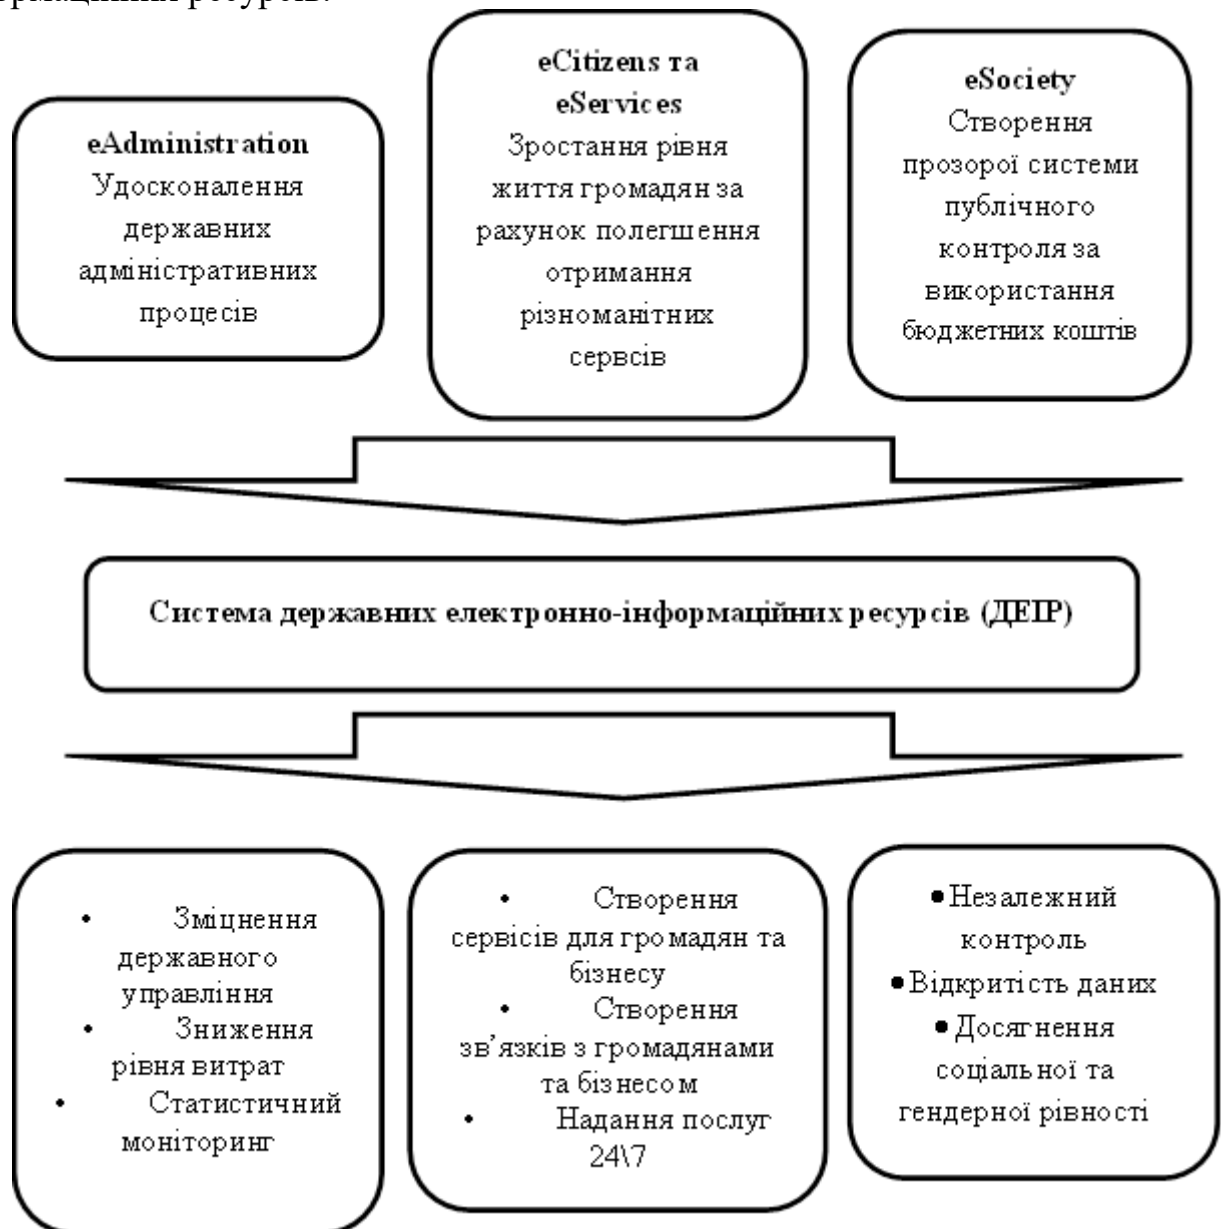 ресурсів.
eAdministration
Удосконалення
державних
адміністративних
процесів
eCitizens та
eServices
Зростання рівня
життя громадян за
рахунок полегшення
отримання
різноманітних
сервсів
eSociety
Створення
прозорої системи
публічного
контроля за
використання
бюджетних коштів
Система державних електронно-інформаційних ресурсів (ДЕІР)
• Зміцнення
державного
управління
• Зниження
рівня витрат
• Статистичний
моніторинг
• Створення
сервісів для громадян та
бізнесу
• Створення
зв’язків з громадянами
та бізнесом
• Надання послуг
24\7
●Незалежний
контроль
●Відкритість даних
●Досягнення
соціальної та
гендерної рівності